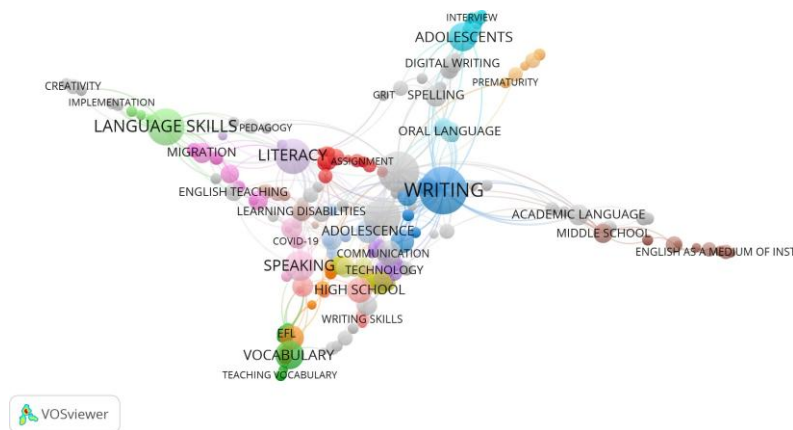 INTERVIEW
ADOLESCENTS
DIGITAL WRITING
PREMATURITY
CREATIVITY
GRIT SPELLING
IMPLEMENTATION
LANGUAGE SKILLS PEDAGOGY
ORAL LANGUAGE
MIGRATION
LITERACY ASSIGNMENT
ENGLISH TEACHING
WRITING
LEARNING DISABILITIES
ACADEMIC LANGUAGE
ADOLESCENCE
MIDDLE SCHOOL
COVID-19
COMMUNICATION
ENGLISH AS A MEDIUM OF INST
SPEAKING
TECHNOLOGY
HIGH SCHOOL
WRITING SKILLS
EFL
VOCABULARY
TEACHING VOCABULARY
VOSviewer